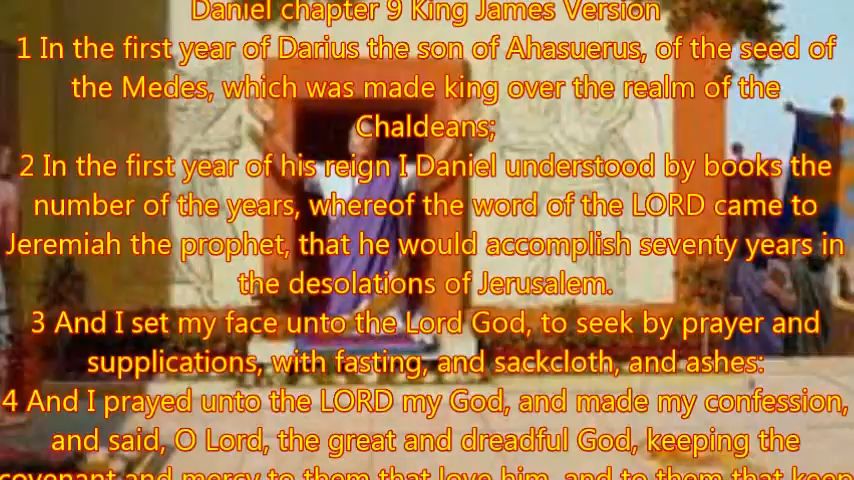 Daniel chapter 9 King James Version
1 In the first year of Darius the son of Ahasuerus, of the seed of
the Medes, which was made king over the realm of the
Chaldeans;
2 In the first year of his reign I Daniel understood by books the
number of the years, whereof the word of the LORD came to
Jeremiah the prophet, that he would accomplish seventy years in
the desolations of Jerusalem.
3 And I set my face unto the Lord God, to seek by prayer and
supplications, with fasting, and sackcloth, and ashes:
4 And I prayed unto the LORD my God, and made my confession,
and said, O Lord, the great and dreadful God, keeping the
covenant and mercy to them that love him, and to them that keep